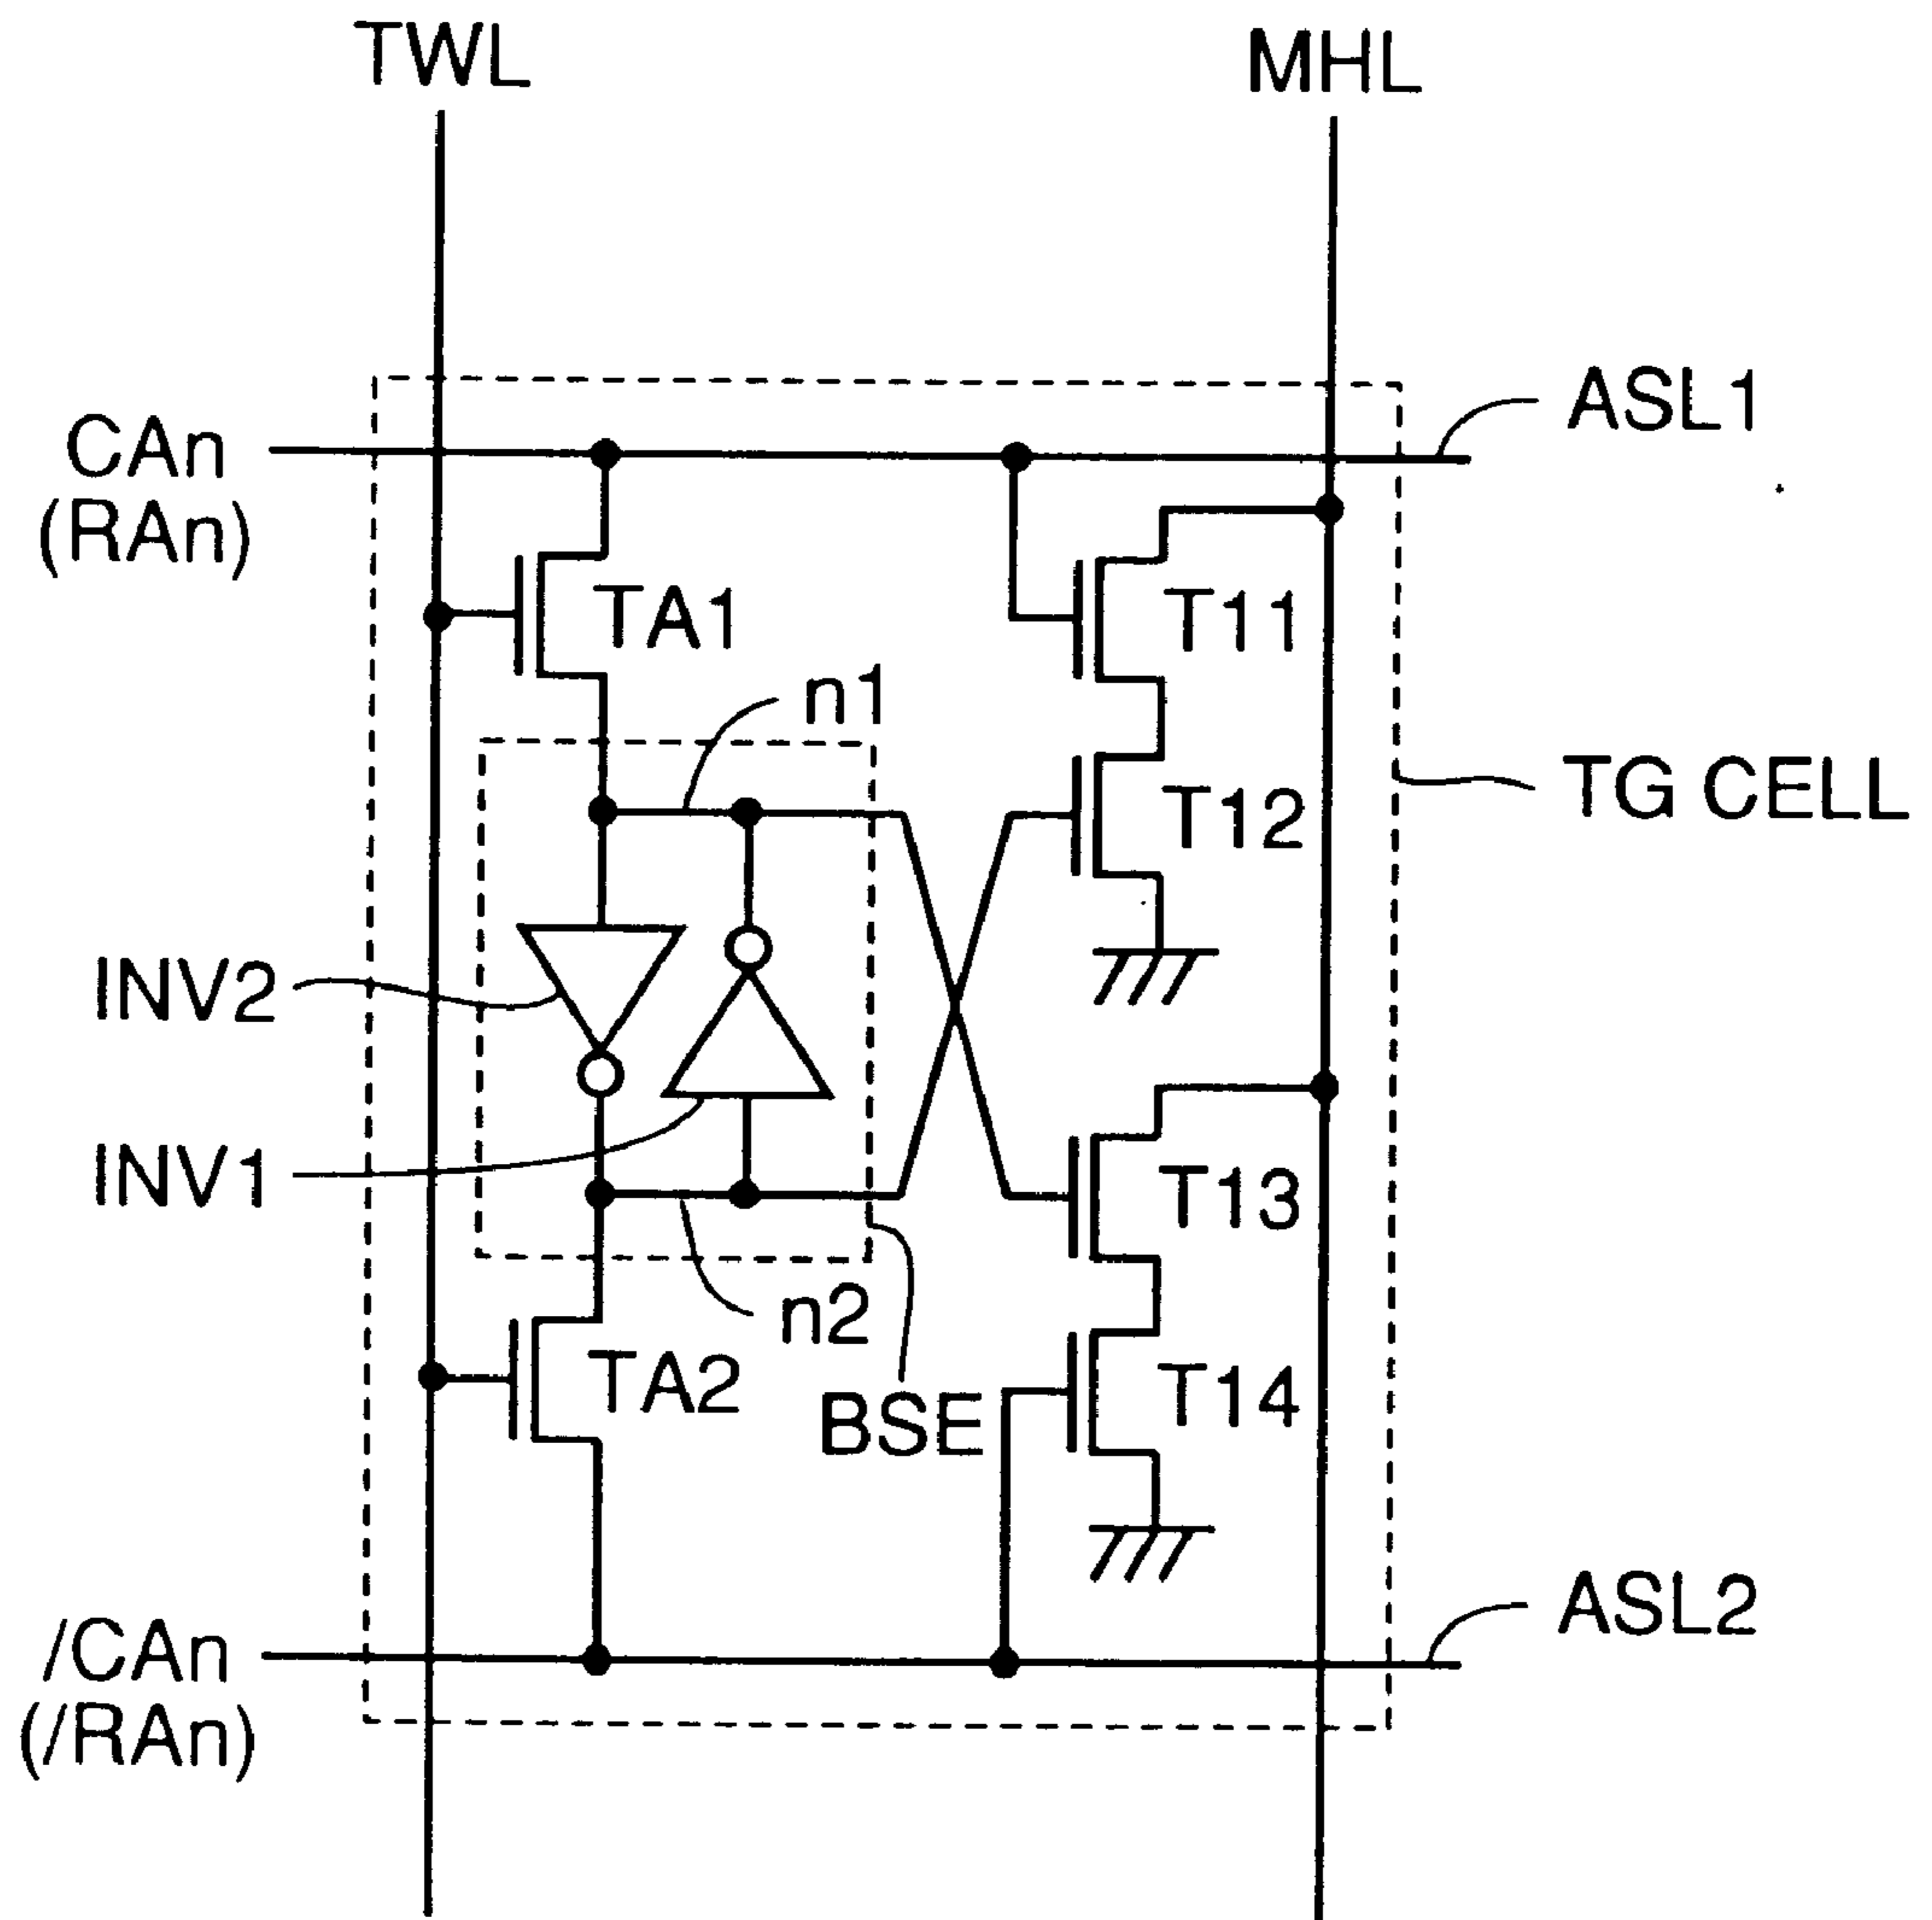 TWL
MHL
ASL1
CAn
(RAn)
TA1
T11
n1
TG CELL
T12
INV2
INV1
T13
n2
TA2
T14
BSE
ASL2
/CAn
(/RAn)